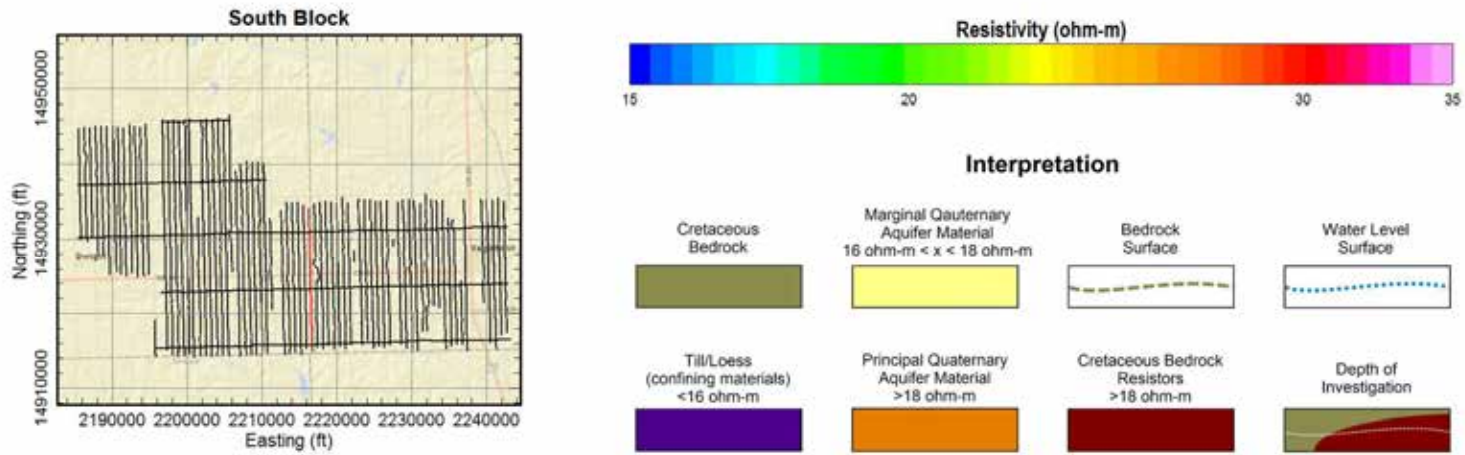 South Block
14950000
14930000
14910000
Northing (ft)
2190000 2200000 2210000 2220000 2230000 2240000
Easting (ft)
Resistivity (ohm-m)
15 20 30 35
Interpretation
Cretaceous
Bedrock
Marginal Qauternary
Aquifer Material
16 ohm-m < x < 18 ohm-m
Bedrock
Surface
Water Level
Surface
Till/Loess
(confining materials)
<16 ohm-m
Principal Quaternary
Aquifer Material
>18 ohm-m
Cretaceous Bedrock
Resistors
>18 ohm-m
Depth of
Investigation